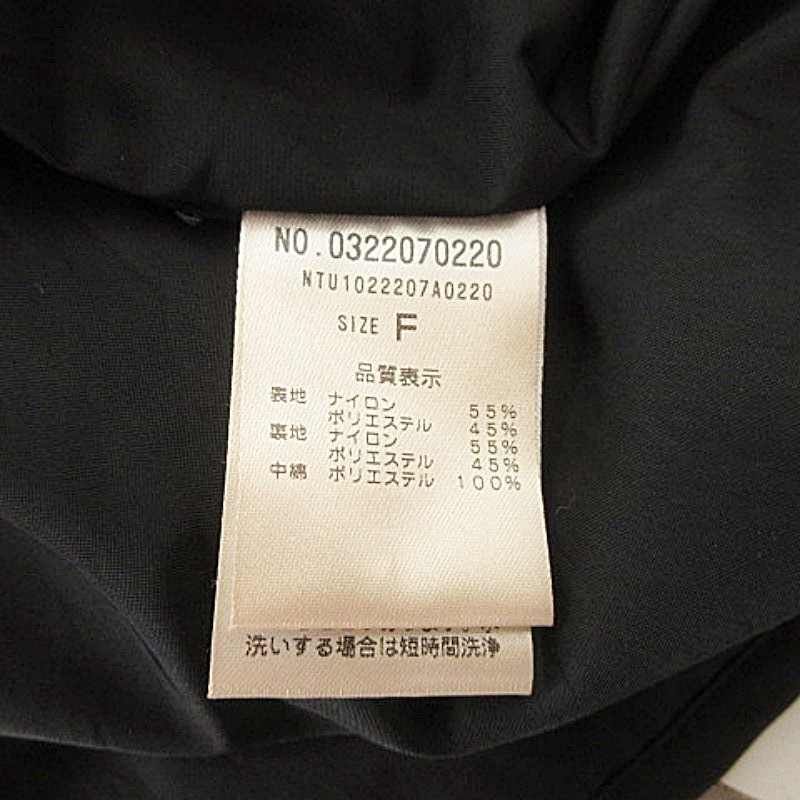 NO.0322070220
NTU1022207A0220
SIZE F
品質表示
表地 ナイロン 55%
ポリエステル 45%
裏地 ナイロン 55%
ポリエステル 45%
中綿 ポリエステル 100%
洗いする場合は短時間洗浄